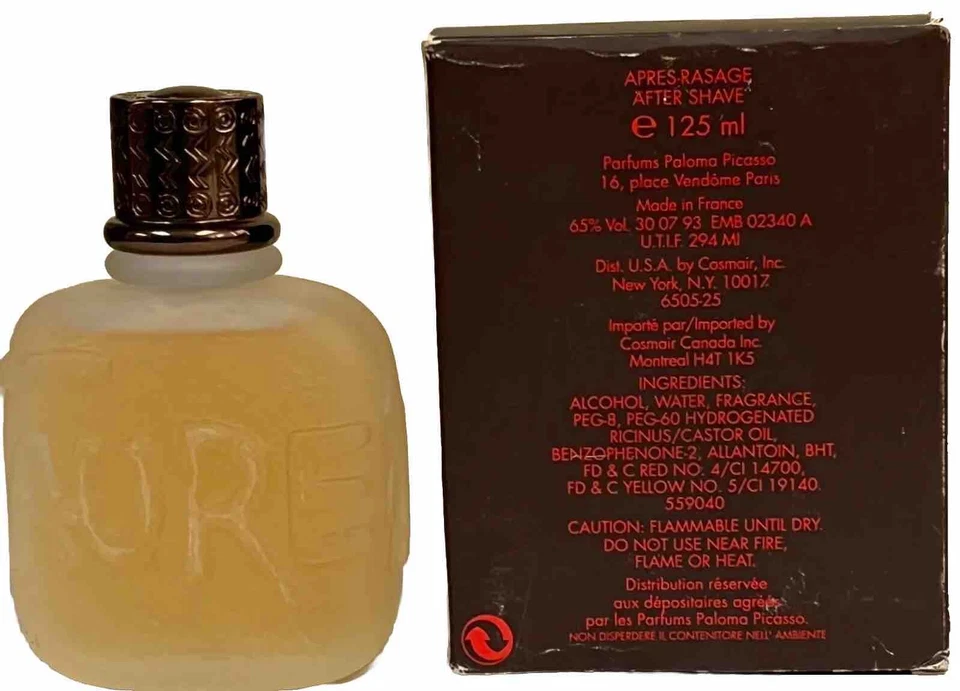 URE
APRES-RASAGE
AFTER SHAVE
e 125 ml
Parfums Paloma Picasso
16, place Vendôme Paris
Made in France
65% Vol. 30 07 93 EMB 02340 A
U.T.I.F. 294 MI
Dist. U.S.A. by Cosmair, Inc.
New York, N.Y. 10017
6505-25
Importé par/Imported by
Cosmair Canada Inc.
Montreal H4T 1K5
INGREDIENTS:
ALCOHOL, WATER, FRAGRANCE,
PEG-8, PEG-60 HYDROGENATED
RICINUS/CASTOR OIL,
BENZOPHENONE-2, ALLANTOIN, BHT,
FD & C RED NO. 4/CI 14700,
FD & C YELLOW NO. 5/CI 19140.
559040
CAUTION: FLAMMABLE UNTIL DRY.
DO NOT USE NEAR FIRE,
FLAME OR HEAT.
Distribution réservée
aux dépositaires agréés
par les Parfums Paloma Picasso.
NON DISPERDERE IL CONTENITORE NELL' AMBIENTE